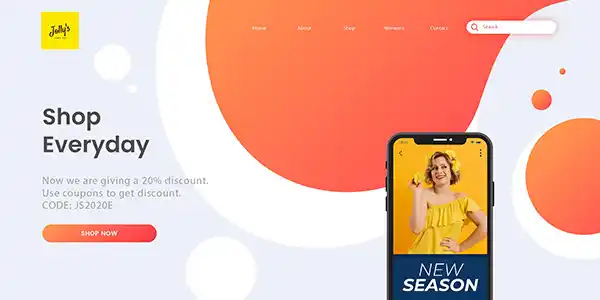 Jolly's
Home
About
Shop
Womens
Contact
Search
Shop
Everyday
Now we are giving a 20% discount.
Use coupons to get discount.
CODE; JS2020E
SHOP NOW
NEW
SEASON